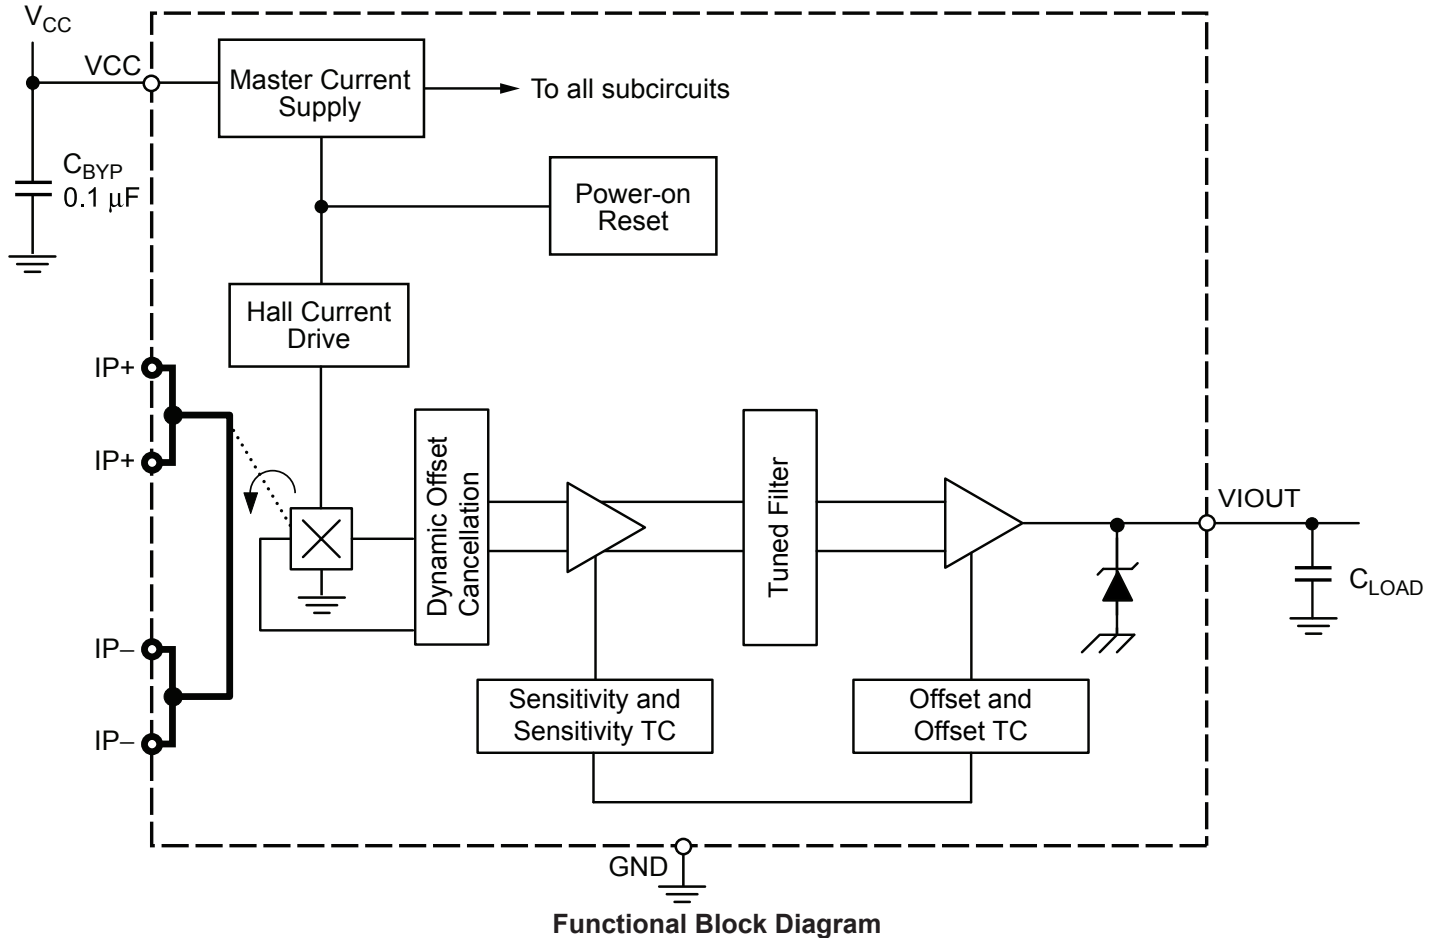 VCC
VCC
Master Current
Supply
To all subcircuits
CBYP
0.1 μF
Power-on
Reset
Hall Current
Drive
IP+
IP+
Dynamic Offset
Cancellation
Tuned Filter
VIOUT
CLOAD
IP–
IP–
Sensitivity and
Sensitivity TC
Offset and
Offset TC
GND
Functional Block Diagram